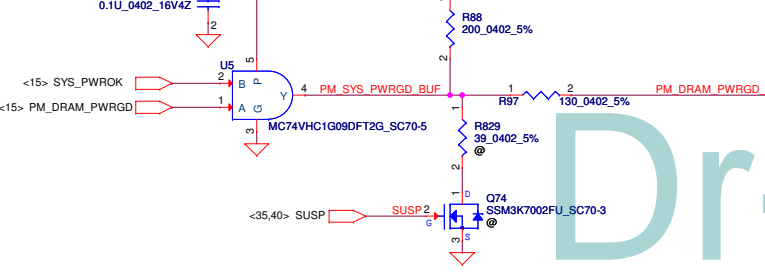 0.1U_0402_16V4Z
2
R88
200_0402_5%
2
5
U5
<15> SYS_PWROK
2
B
P
Y
4
PM_SYS_PWRGD_BUF
1
R97
2
130_0402_5%
PM_DRAM_PWRGD_
<15> PM_DRAM_PWRGD
1
A
G
3
MC74VHC1G09DFT2G_SC70-5
1
R829
39_0402_5%
@
2
1
D
Q74
SSM3K7002FU_SC70-3
@
<35,40> SUSP
SUSP
2
G
3
S
Dr